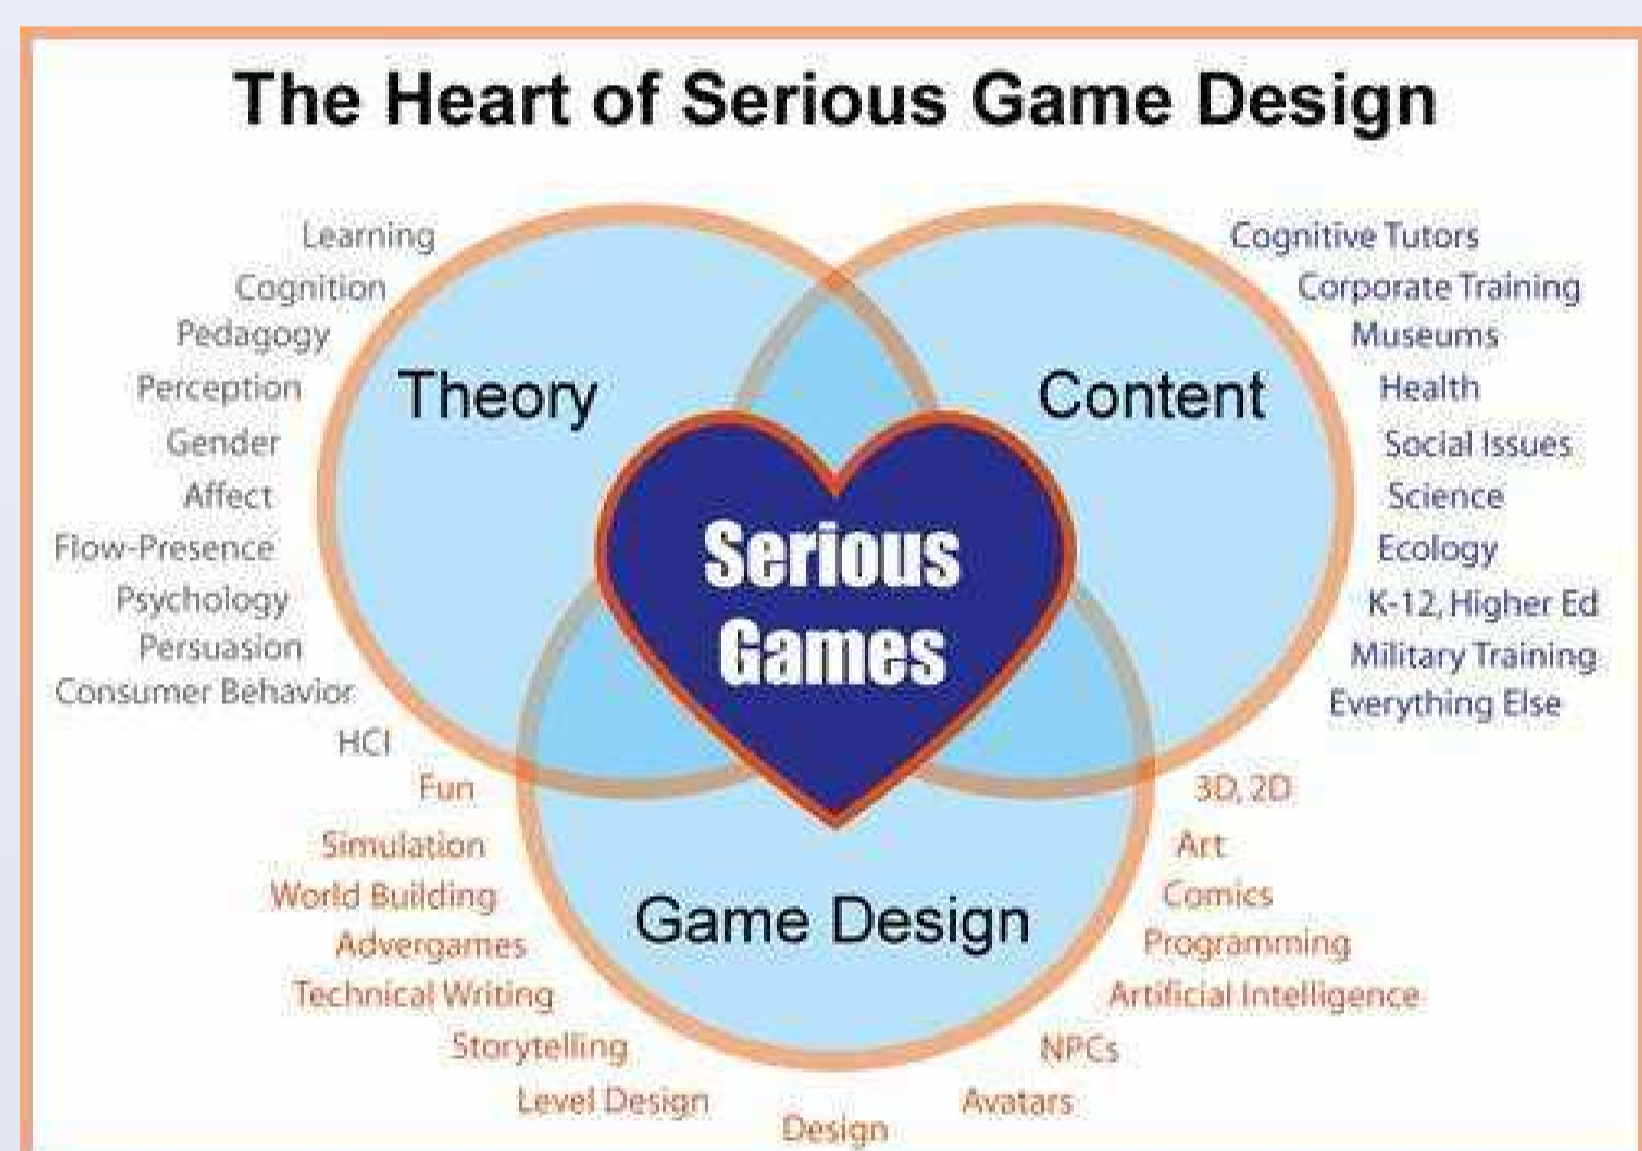 The Heart of Serious Game Design
Learning
Cognition
Pedagogy
Perception
Gender
Affect
Flow-Presence
Psychology
Persuasion
Consumer Behavior
HCI
Theory
Content
Cognitive Tutors
Corporate Training
Museums
Health
Social Issues
Science
Ecology
K-12, Higher Ed
Military Training
Everything Else
Serious
Games
Game Design
Fun
Simulation
World Building
Advergames
Technical Writing
Storytelling
Level Design
Design
Avatars
NPCs
Artificial Intelligence
Programming
Comics
Art
3D, 2D